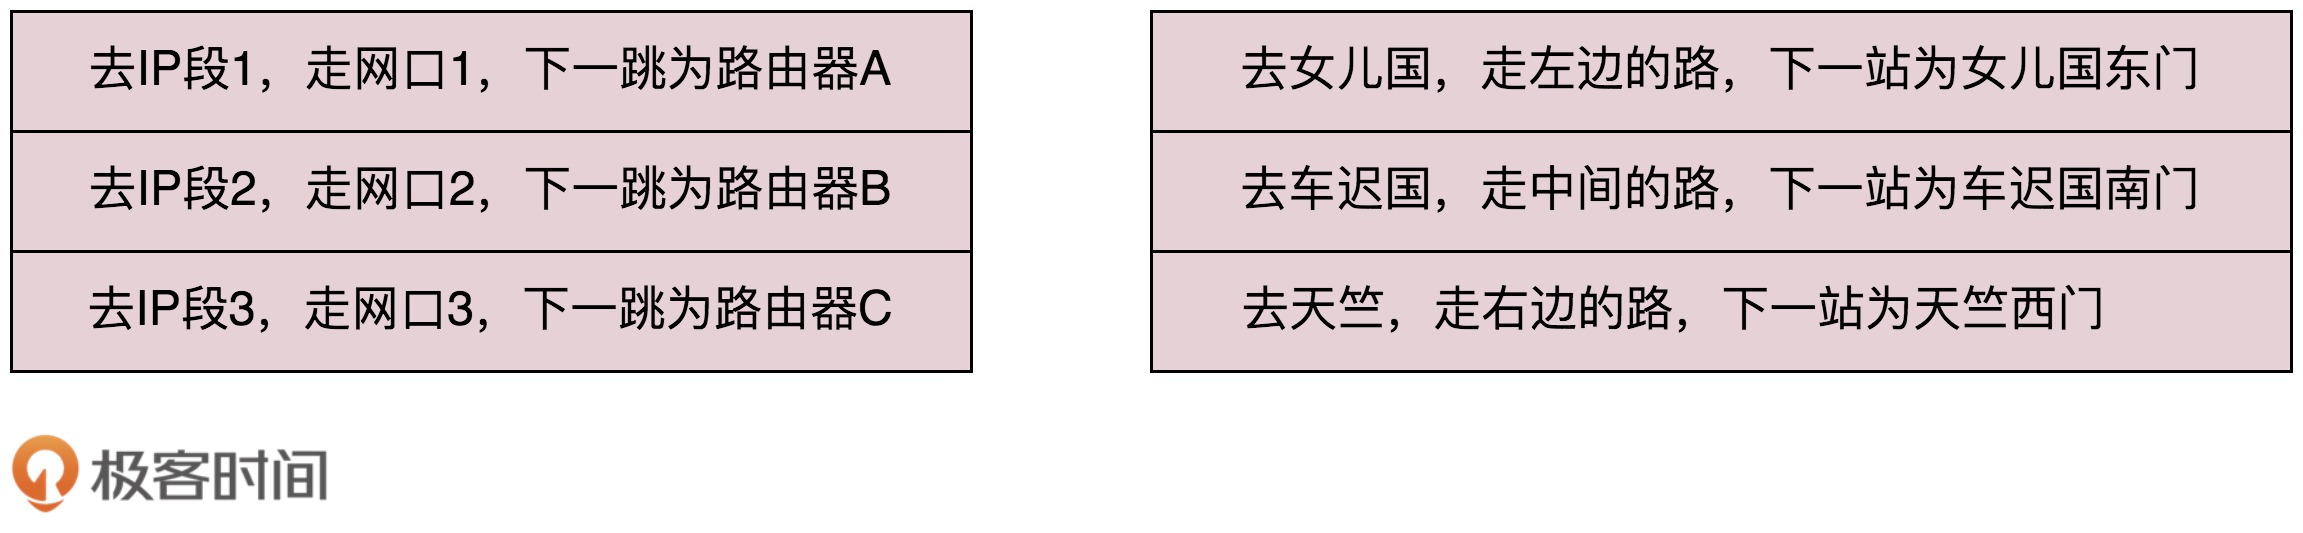 去IP段1，走网口1，下一跳为路由器A
去IP段2，走网口2，下一跳为路由器B
去IP段3，走网口3，下一跳为路由器C
去女儿国，走左边的路，下一站为女儿国东门
去车迟国，走中间的路，下一站为车迟国南门
去天竺，走右边的路，下一站为天竺西门
极客时间